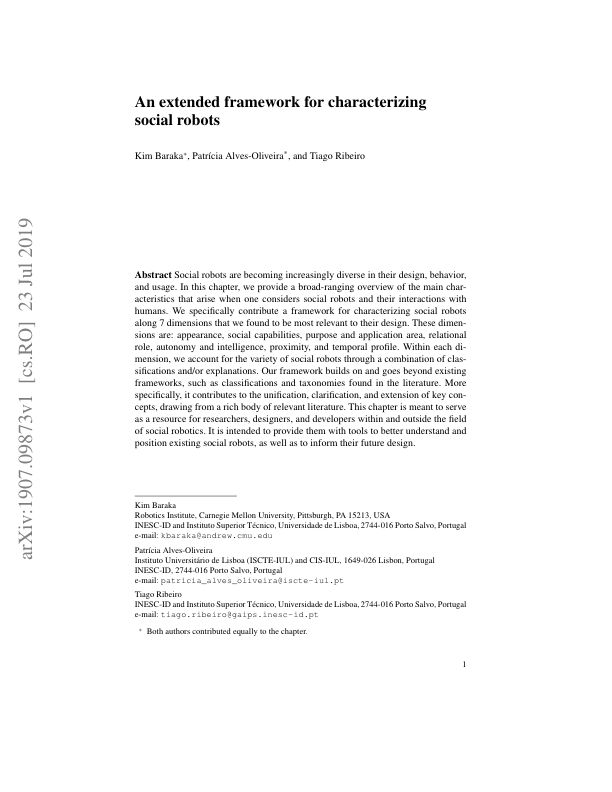 An extended framework for characterizing
social robots
Kim Baraka*, Patrícia Alves-Oliveira*, and Tiago Ribeiro
Abstract Social robots are becoming increasingly diverse in their design, behavior,
and usage. In this chapter, we provide a broad-ranging overview of the main char-
acteristics that arise when one considers social robots and their interactions with
humans. We specifically contribute a framework for characterizing social robots
along 7 dimensions that we found to be most relevant to their design. These dimen-
sions are: appearance, social capabilities, purpose and application area, relational
role, autonomy and intelligence, proximity, and temporal profile. Within each di-
mension, we account for the variety of social robots through a combination of clas-
sifications and/or explanations. Our framework builds on and goes beyond existing
frameworks, such as classifications and taxonomies found in the literature. More
specifically, it contributes to the unification, clarification, and extension of key con-
cepts, drawing from a rich body of relevant literature. This chapter is meant to serve
as a resource for researchers, designers, and developers within and outside the field
of social robotics. It is intended to provide them with tools to better understand and
position existing social robots, as well as to inform their future design.
Kim Baraka
Robotics Institute, Carnegie Mellon University, Pittsburgh, PA 15213, USA
INESC-ID and Instituto Superior Técnico, Universidade de Lisboa, 2744-016 Porto Salvo, Portugal
e-mail: kbaraka@andrew.cmu.edu
Patrícia Alves-Oliveira
Instituto Universitário de Lisboa (ISCTE-IUL) and CIS-IUL, 1649-026 Lisbon, Portugal
INESC-ID, 2744-016 Porto Salvo, Portugal
e-mail: patricia_alves_oliveira@iscte-iul.pt
Tiago Ribeiro
INESC-ID and Instituto Superior Técnico, Universidade de Lisboa, 2744-016 Porto Salvo, Portugal
e-mail: tiago.ribeiro@gaips.inesc-id.pt
* Both authors contributed equally to the chapter.
1
arXiv:1907.09873v1 [cs.RO] 23 Jul 2019